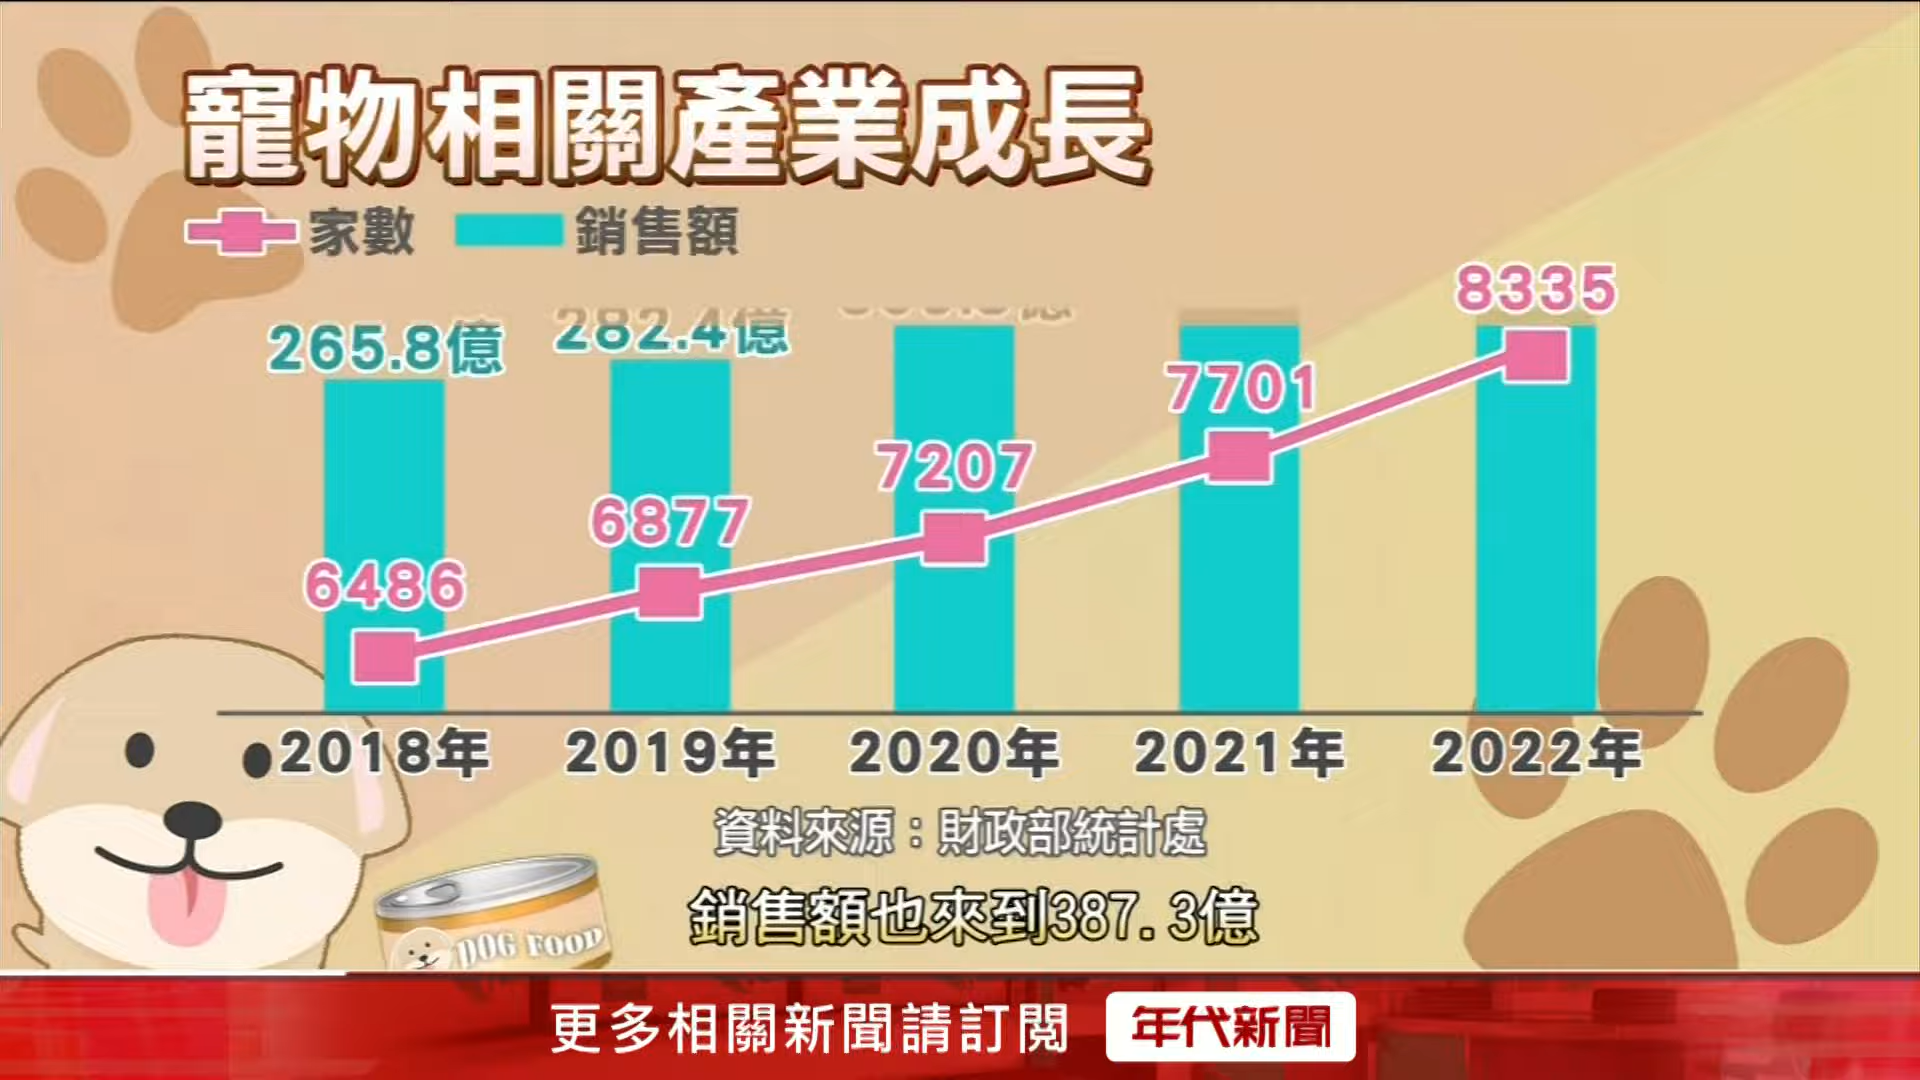 寵物相關產業成長
家數 銷售額
265.8億 282.4億 億
8335
7701
7207
6877
6486
2018年 2019年 2020年 2021年 2022年
資料來源：財政部統計處
銷售額也來到387.3億
DOG FOOD
更多相關新聞請訂閱 年代新聞